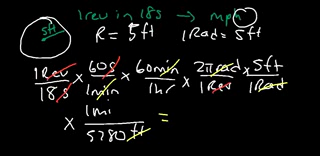 1rev in 18s → mph
5ft R = 5ft 1Rad = 5ft
1Rev/18s × 60s/1min × 60min/1hr × 2πrad/1Rev × 5ft/1Rad
× 1mi/5280ft =